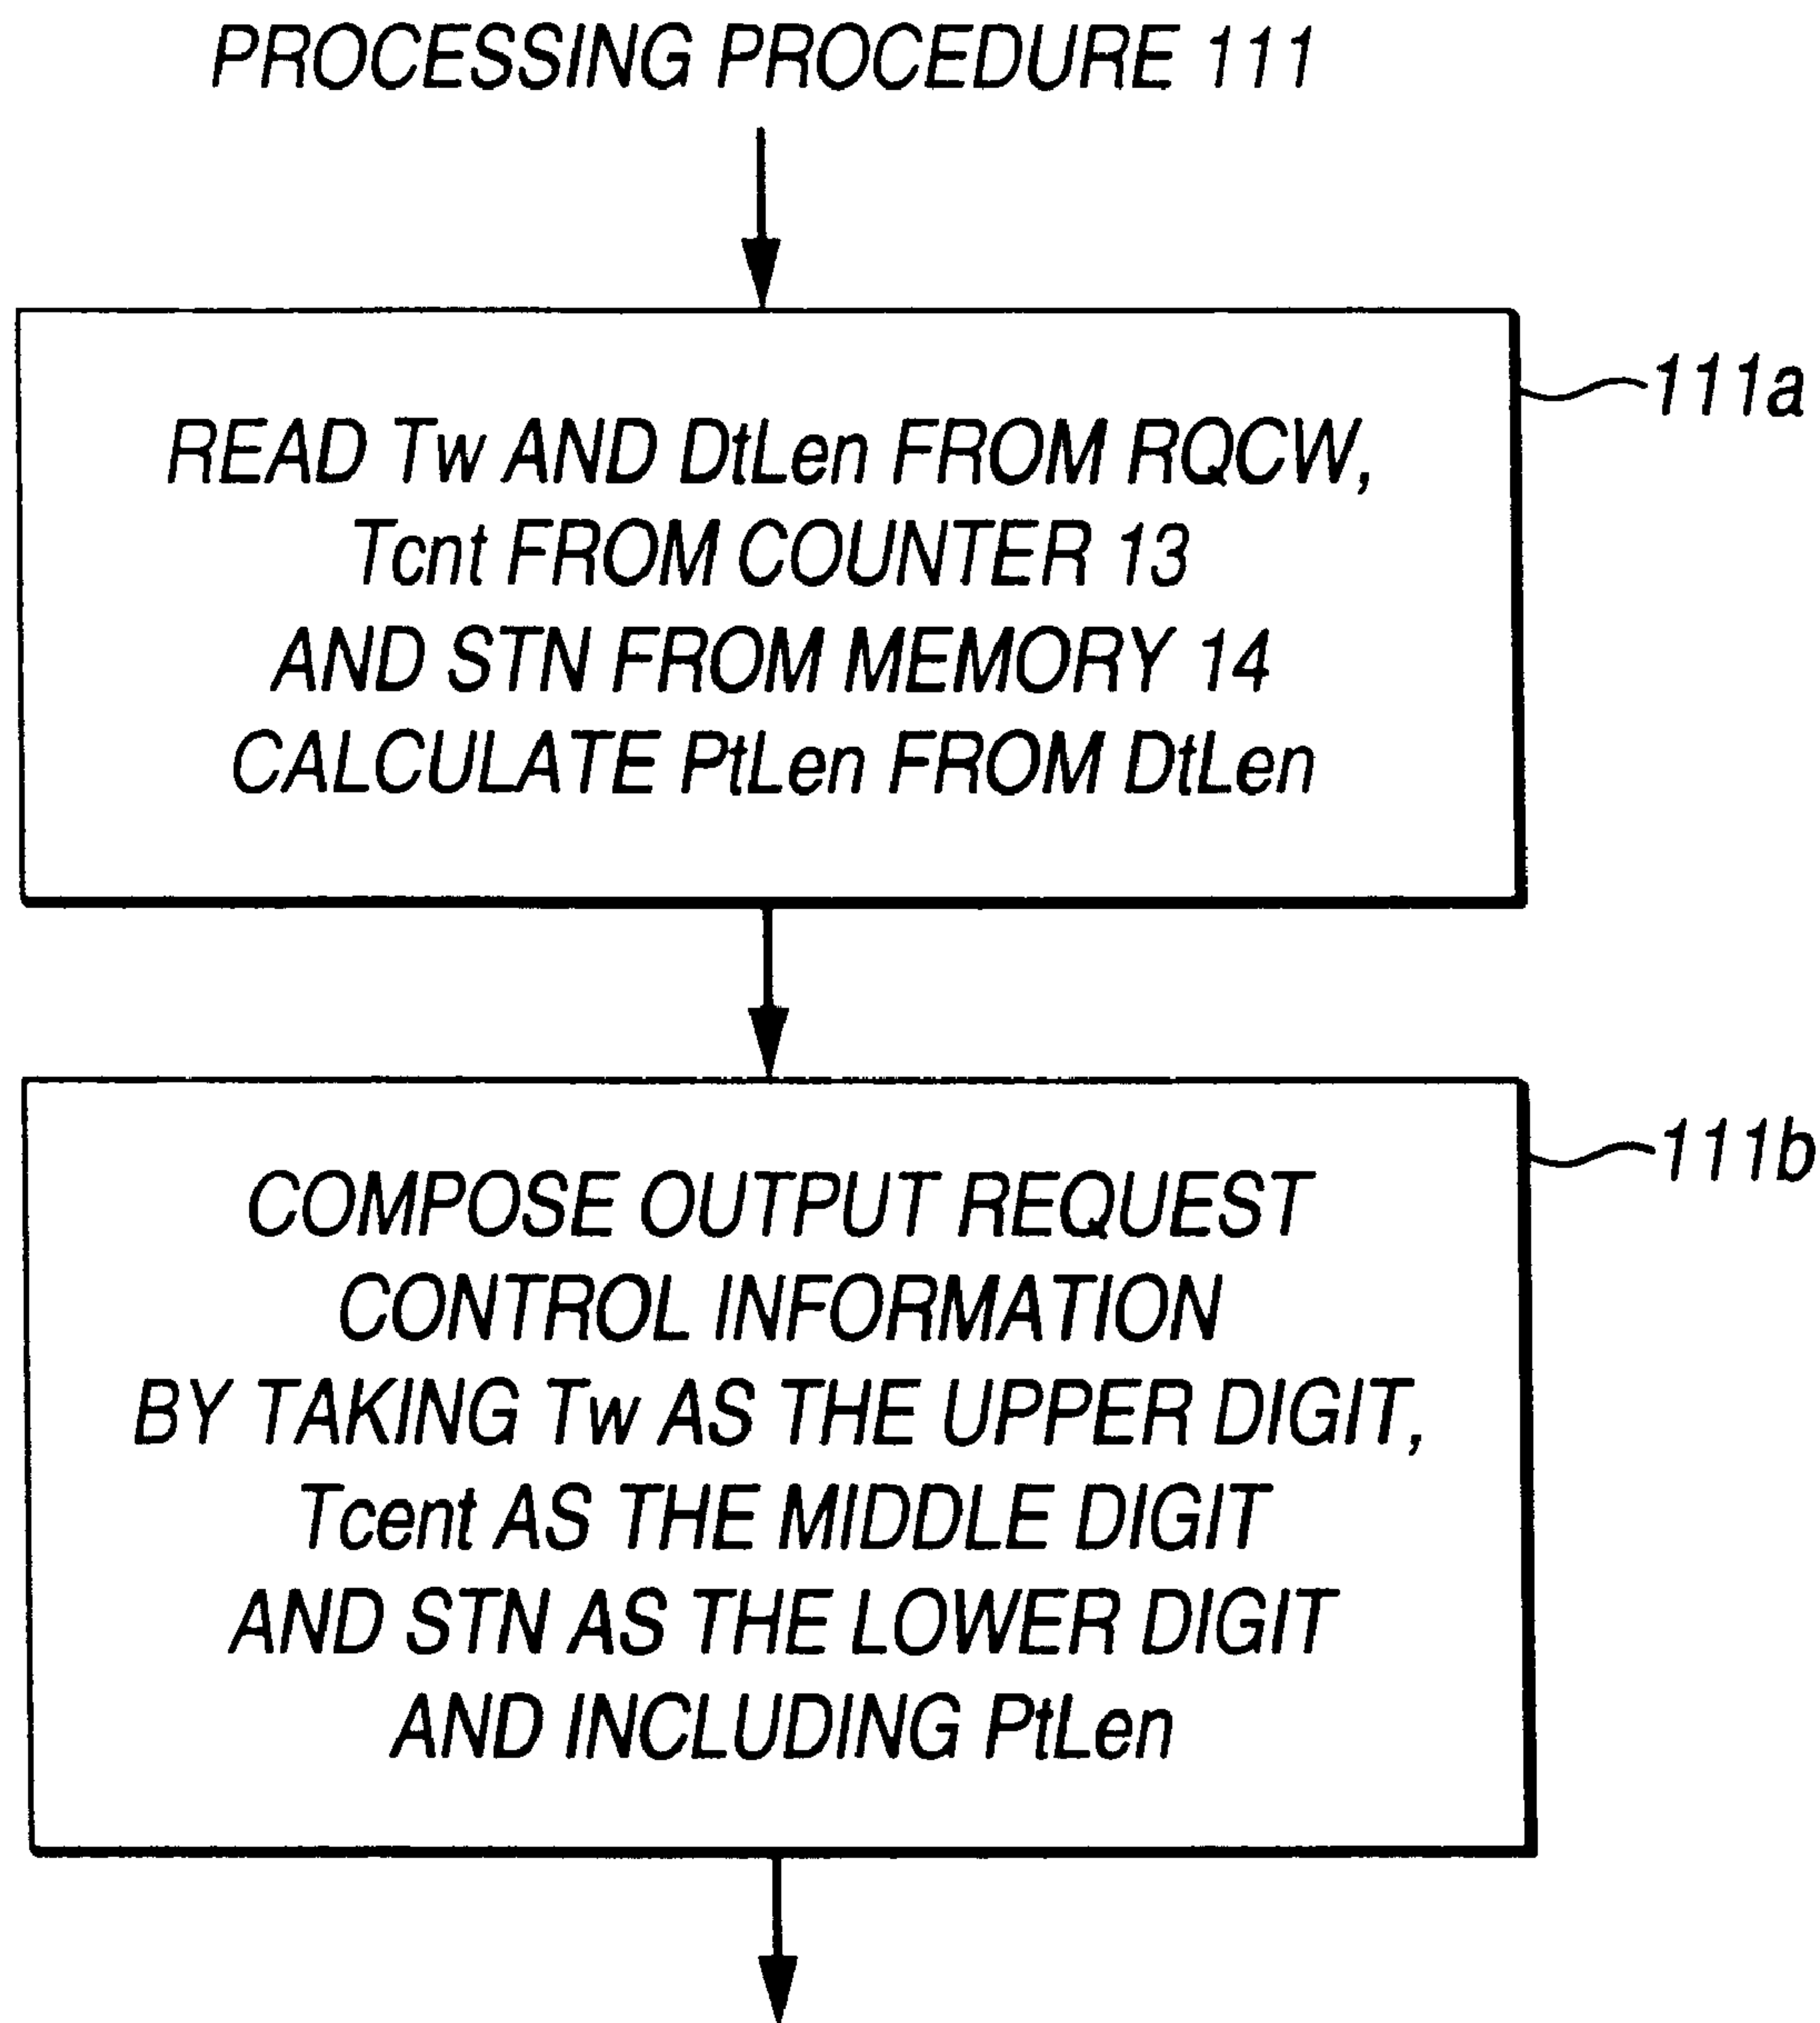 PROCESSING PROCEDURE 111
111a
READ Tw AND DtLen FROM RQCW,
Tcnt FROM COUNTER 13
AND STN FROM MEMORY 14
CALCULATE PtLen FROM DtLen
111b
COMPOSE OUTPUT REQUEST
CONTROL INFORMATION
BY TAKING Tw AS THE UPPER DIGIT,
Tcent AS THE MIDDLE DIGIT
AND STN AS THE LOWER DIGIT
AND INCLUDING PtLen